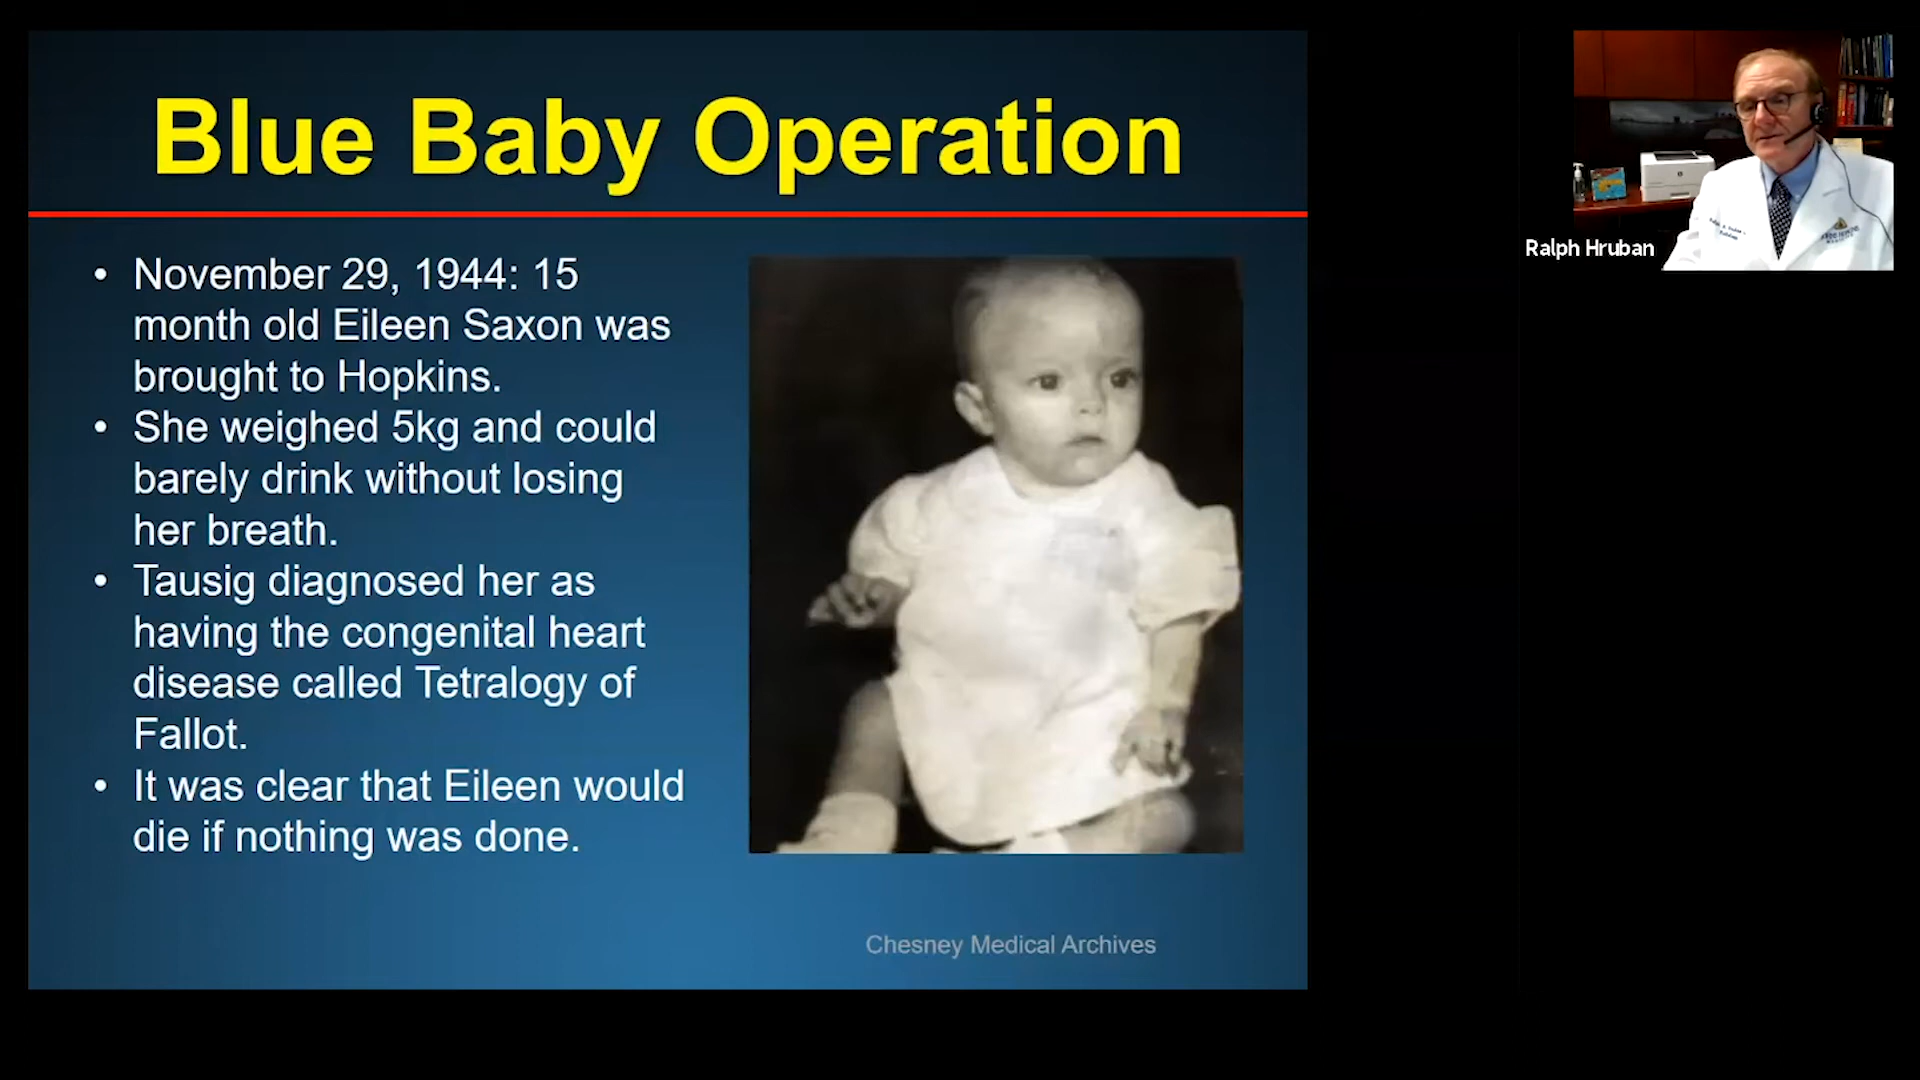 Blue Baby Operation
• November 29, 1944: 15
month old Eileen Saxon was
brought to Hopkins.
• She weighed 5kg and could
barely drink without losing
her breath.
• Tausig diagnosed her as
having the congenital heart
disease called Tetralogy of
Fallot.
• It was clear that Eileen would
die if nothing was done.
Chesney Medical Archives
Ralph Hruban